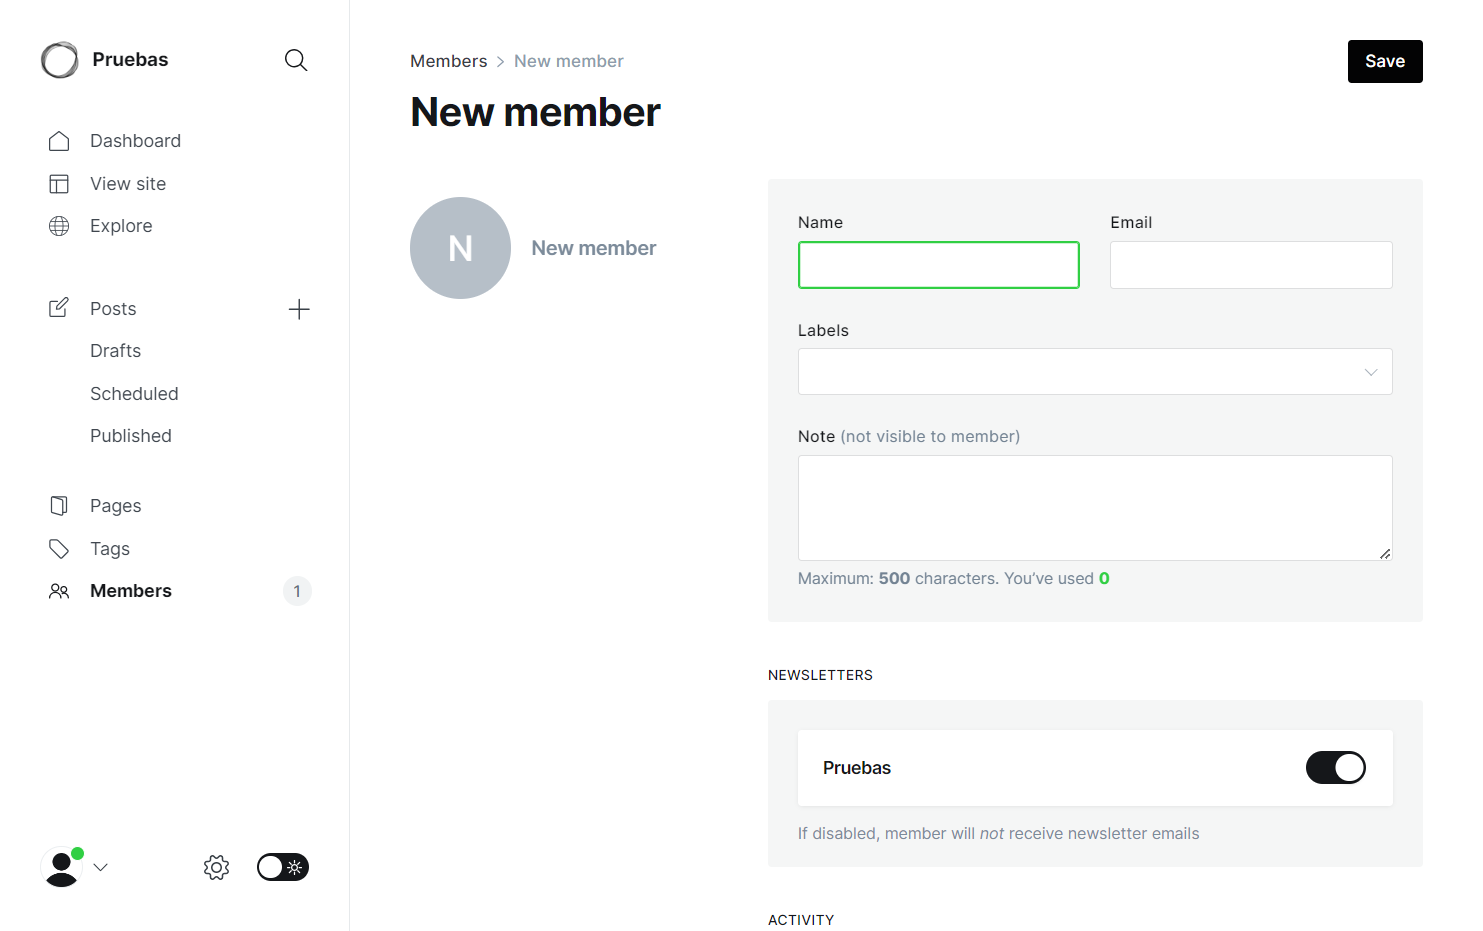 Pruebas
Dashboard
View site
Explore
Posts
Drafts
Scheduled
Published
Pages
Tags
Members
1
Members > New member
Save
New member
N
New member
Name
Email
Labels
Note (not visible to member)
Maximum: 500 characters. You’ve used 0
NEWSLETTERS
Pruebas
If disabled, member will not receive newsletter emails
ACTIVITY